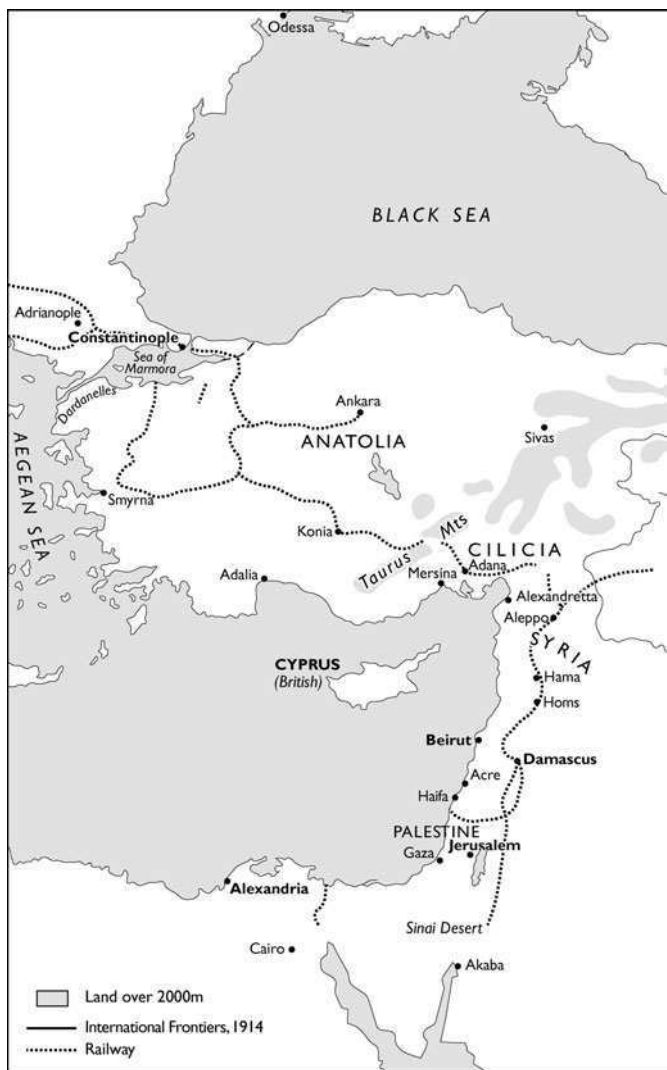 Odessa
BLACK SEA
Adrianople
Constantinople
Sea of
Marmora
Dardanelles
Ankara
ANATOLIA
Sivas
AEGEAN SEA
Smyrna
Konia
Taurus Mts
CILICIA
Adana
Mersina
Adalia
Alexandretta
Aleppo
SYRIA
CYPRUS
(British)
Hama
Homs
Beirut
Damascus
Acre
Haifa
PALESTINE
Jerusalem
Gaza
Alexandria
Sinai Desert
Cairo
Akaba
Land over 2000m
International Frontiers, 1914
Railway